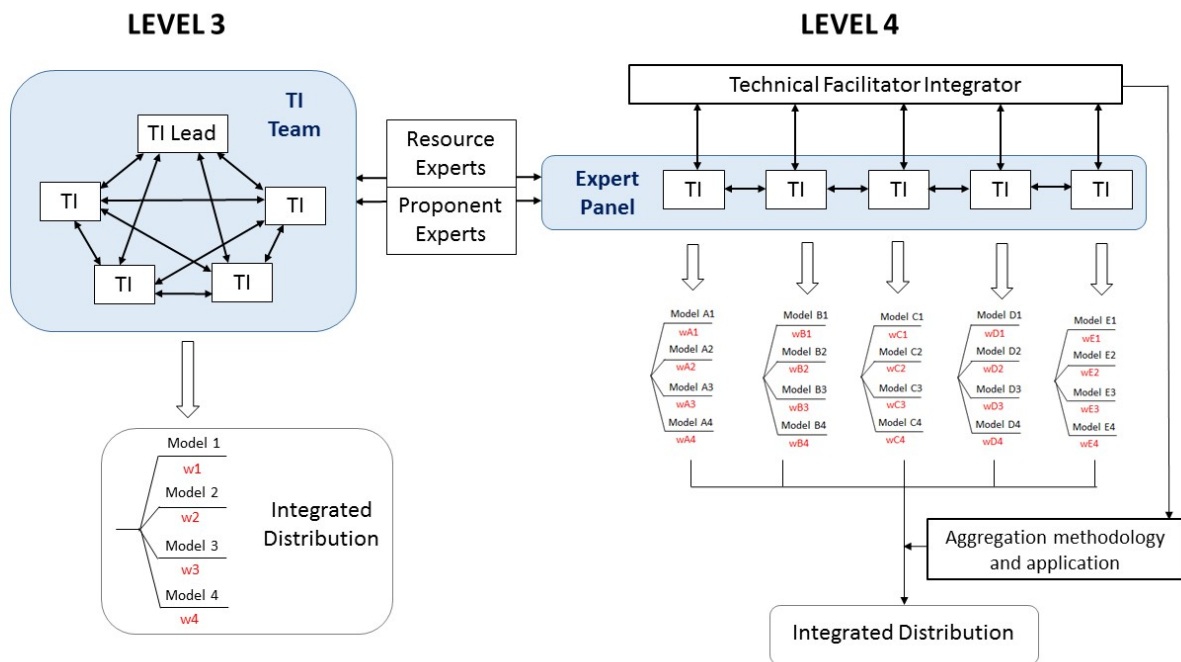 LEVEL 3
TI
Team
TI Lead
TI
TI
TI
TI
Resource
Experts
Proponent
Experts
Model 1
w1
Model 2
w2
Model 3
w3
Model 4
w4
Integrated
Distribution
LEVEL 4
Technical Facilitator Integrator
Expert
Panel
TI
TI
TI
TI
TI
Model A1
wA1
Model A2
wA2
Model A3
wA3
Model A4
wA4
Model B1
wB1
Model B2
wB2
Model B3
wB3
Model B4
wB4
Model C1
wC1
Model C2
wC2
Model C3
wC3
Model C4
wC4
Model D1
wD1
Model D2
wD2
Model D3
wD3
Model D4
wD4
Model E1
wE1
Model E2
wE2
Model E3
wE3
Model E4
wE4
Aggregation methodology
and application
Integrated Distribution